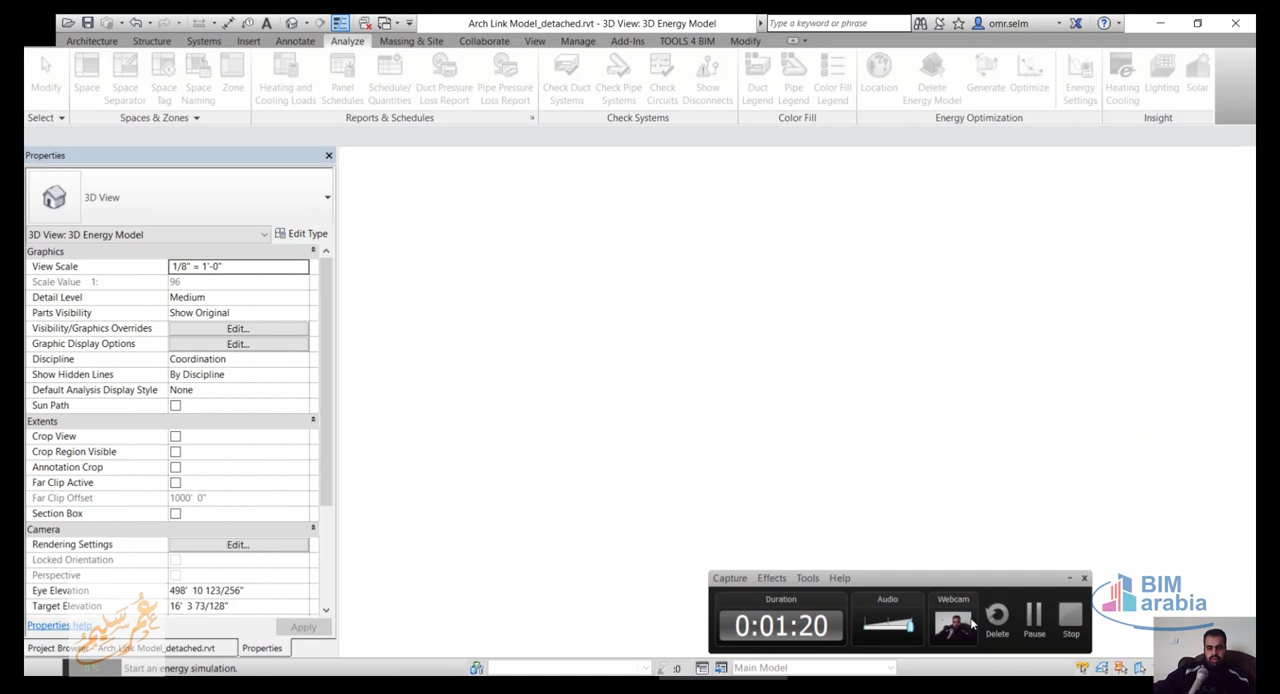 Arch Link Model_detached.rvt - 3D View: 3D Energy Model
Type a keyword or phrase
omr.selm
Architecture Structure Systems Insert Annotate Analyze Massing & Site Collaborate View Manage Add-Ins TOOLS 4 BIM Modify
Modify
Space
Space Separator
Space Tag
Space Naming
Zone
Heating and Cooling Loads
Panel Schedules
Schedule/ Quantities
Duct Pressure Loss Report
Pipe Pressure Loss Report
Check Duct Systems
Check Pipe Systems
Check Circuits
Show Disconnects
Duct Legend
Pipe Legend
Color Fill Legend
Location
Delete Energy Model
Generate
Optimize
Energy Settings
Heating Cooling
Lighting
Solar
Select Spaces & Zones Reports & Schedules Check Systems Color Fill Energy Optimization Insight
Properties
3D View
3D View: 3D Energy Model Edit Type
Graphics
View Scale 1/8" = 1'-0"
Scale Value 1: 96
Detail Level Medium
Parts Visibility Show Original
Visibility/Graphics Overrides Edit...
Graphic Display Options Edit...
Discipline Coordination
Show Hidden Lines By Discipline
Default Analysis Display Style None
Sun Path
Extents
Crop View
Crop Region Visible
Annotation Crop
Far Clip Active
Far Clip Offset 1000' 0"
Section Box
Camera
Rendering Settings Edit...
Locked Orientation
Perspective
Eye Elevation 498' 10 123/256"
Target Elevation 16' 3 73/128"
Properties help
Apply
Project Browser - Arch Link Model_detached.rvt Properties
0% Start an energy simulation.
:0
Main Model
Capture Effects Tools Help
Duration
0:01:20
Audio
Webcam
Delete
Pause
Stop
BIM
arabia
عمر سليم